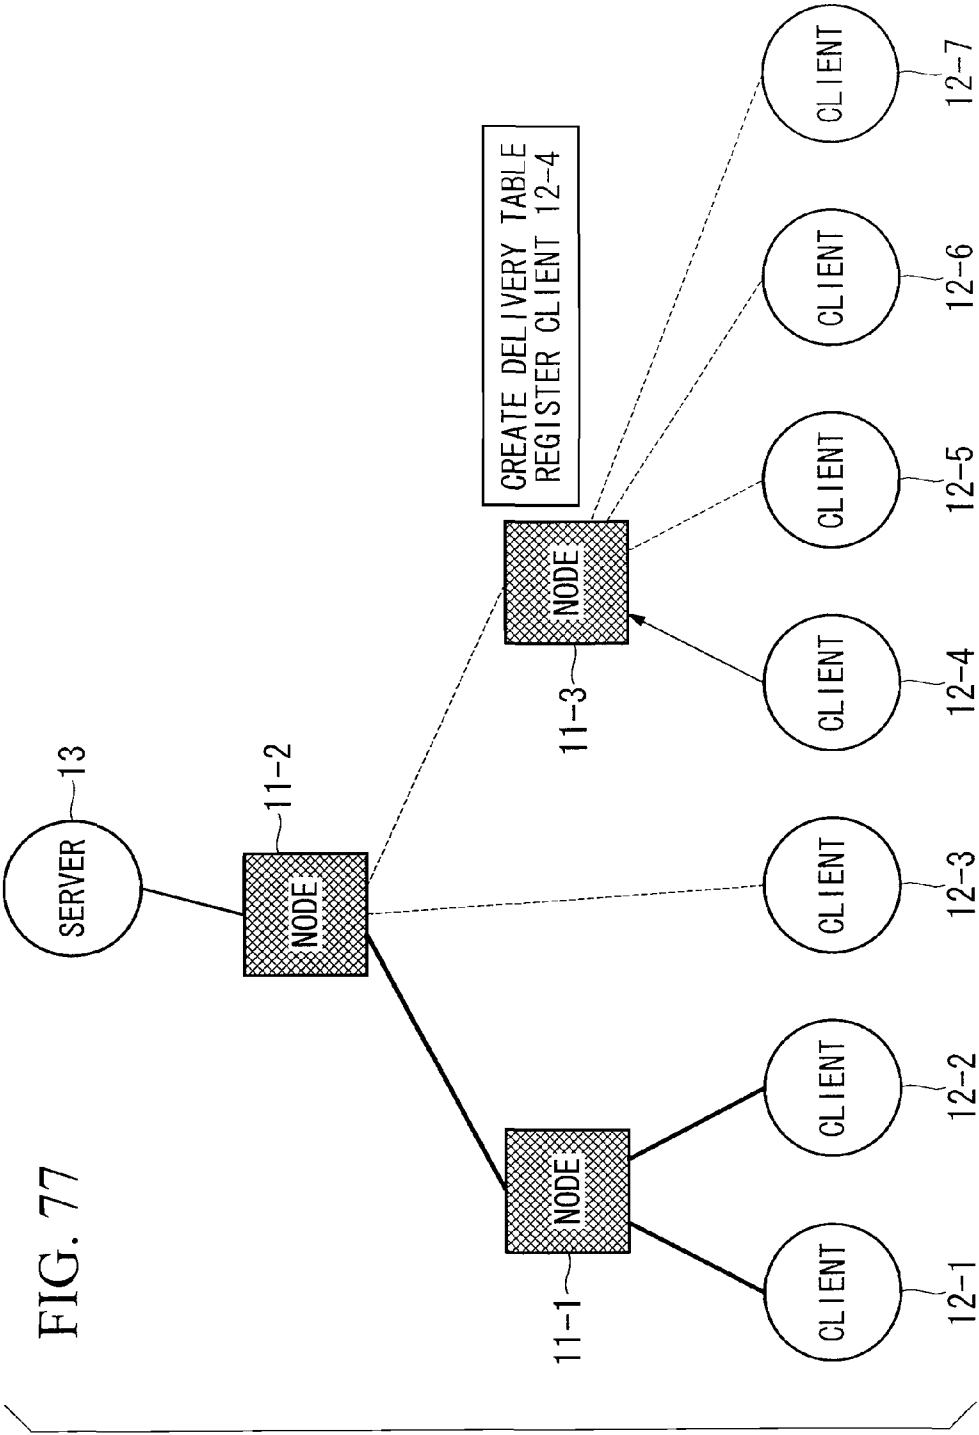 FIG. 77
SERVER
13
NODE
11-2
CREATE DELIVERY TABLE
REGISTER CLIENT 12-4
NODE
11-1
NODE
11-3
CLIENT
CLIENT
CLIENT
CLIENT
CLIENT
CLIENT
CLIENT
12-1
12-2
12-3
12-4
12-5
12-6
12-7